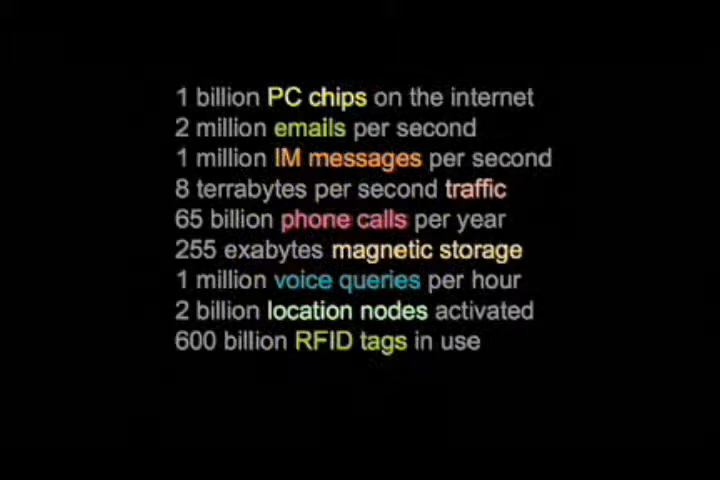 1 billion PC chips on the internet
2 million emails per second
1 million IM messages per second
8 terrabytes per second traffic
65 billion phone calls per year
255 exabytes magnetic storage
1 million voice queries per hour
2 billion location nodes activated
600 billion RFID tags in use